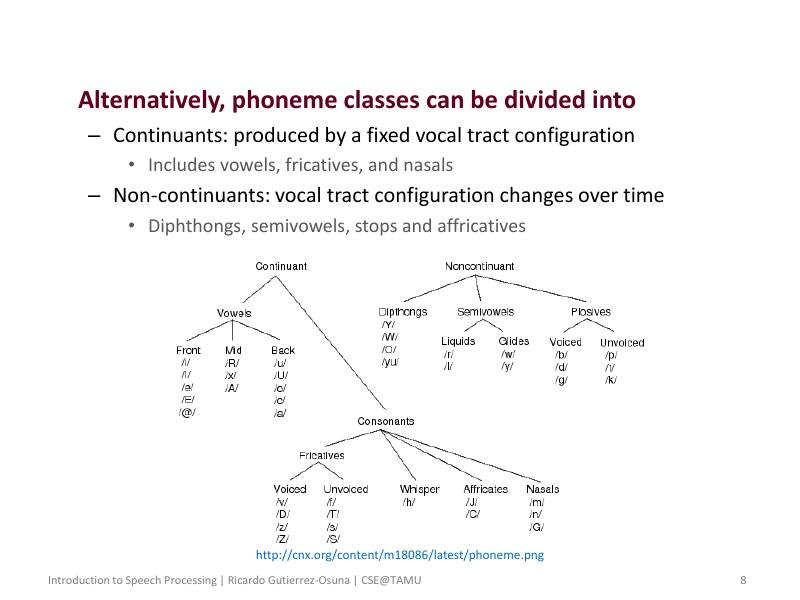 Alternatively, phoneme classes can be divided into
– Continuants: produced by a fixed vocal tract configuration
• Includes vowels, fricatives, and nasals
– Non-continuants: vocal tract configuration changes over time
• Diphthongs, semivowels, stops and affricatives
Continuant Noncontinuant
Vowels Dipthongs Semivowels Plosives
Front Mid Back Liquids Glides Voiced Unvoiced
/i/ /R/ /u/ /Y/ /r/ /w/ /b/ /p/
/I/ /x/ /U/ /W/ /l/ /y/ /d/ /t/
/e/ /A/ /o/ /O/ /g/ /k/
/E/ /c/ /yu/
/@/ /a/
Consonants
Fricatives
Voiced Unvoiced Whisper Affricates Nasals
/v/ /f/ /h/ /J/ /m/
/D/ /T/ /C/ /n/
/z/ /s/ /G/
/Z/ /S/
http://cnx.org/content/m18086/latest/phoneme.png
Introduction to Speech Processing | Ricardo Gutierrez-Osuna | CSE@TAMU 8